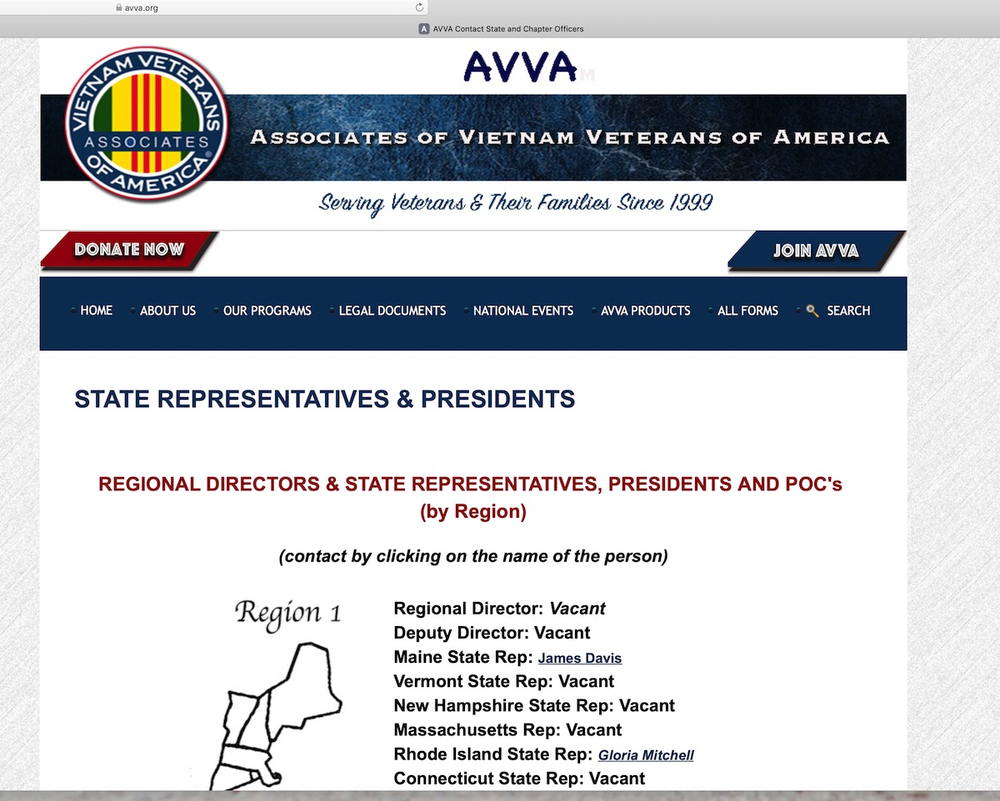 avva.org
A AVVA Contact State and Chapter Officers
VIETNAM VETERANS
ASSOCIATES
OF AMERICA®
AVVA
Associates of Vietnam Veterans of America
Serving Veterans & Their Families Since 1999
DONATE NOW
JOIN AVVA
HOME ABOUT US OUR PROGRAMS LEGAL DOCUMENTS NATIONAL EVENTS AVVA PRODUCTS ALL FORMS SEARCH
STATE REPRESENTATIVES & PRESIDENTS
REGIONAL DIRECTORS & STATE REPRESENTATIVES, PRESIDENTS AND POC's
(by Region)
(contact by clicking on the name of the person)
Region 1
Regional Director: Vacant
Deputy Director: Vacant
Maine State Rep: James Davis
Vermont State Rep: Vacant
New Hampshire State Rep: Vacant
Massachusetts Rep: Vacant
Rhode Island State Rep: Gloria Mitchell
Connecticut State Rep: Vacant